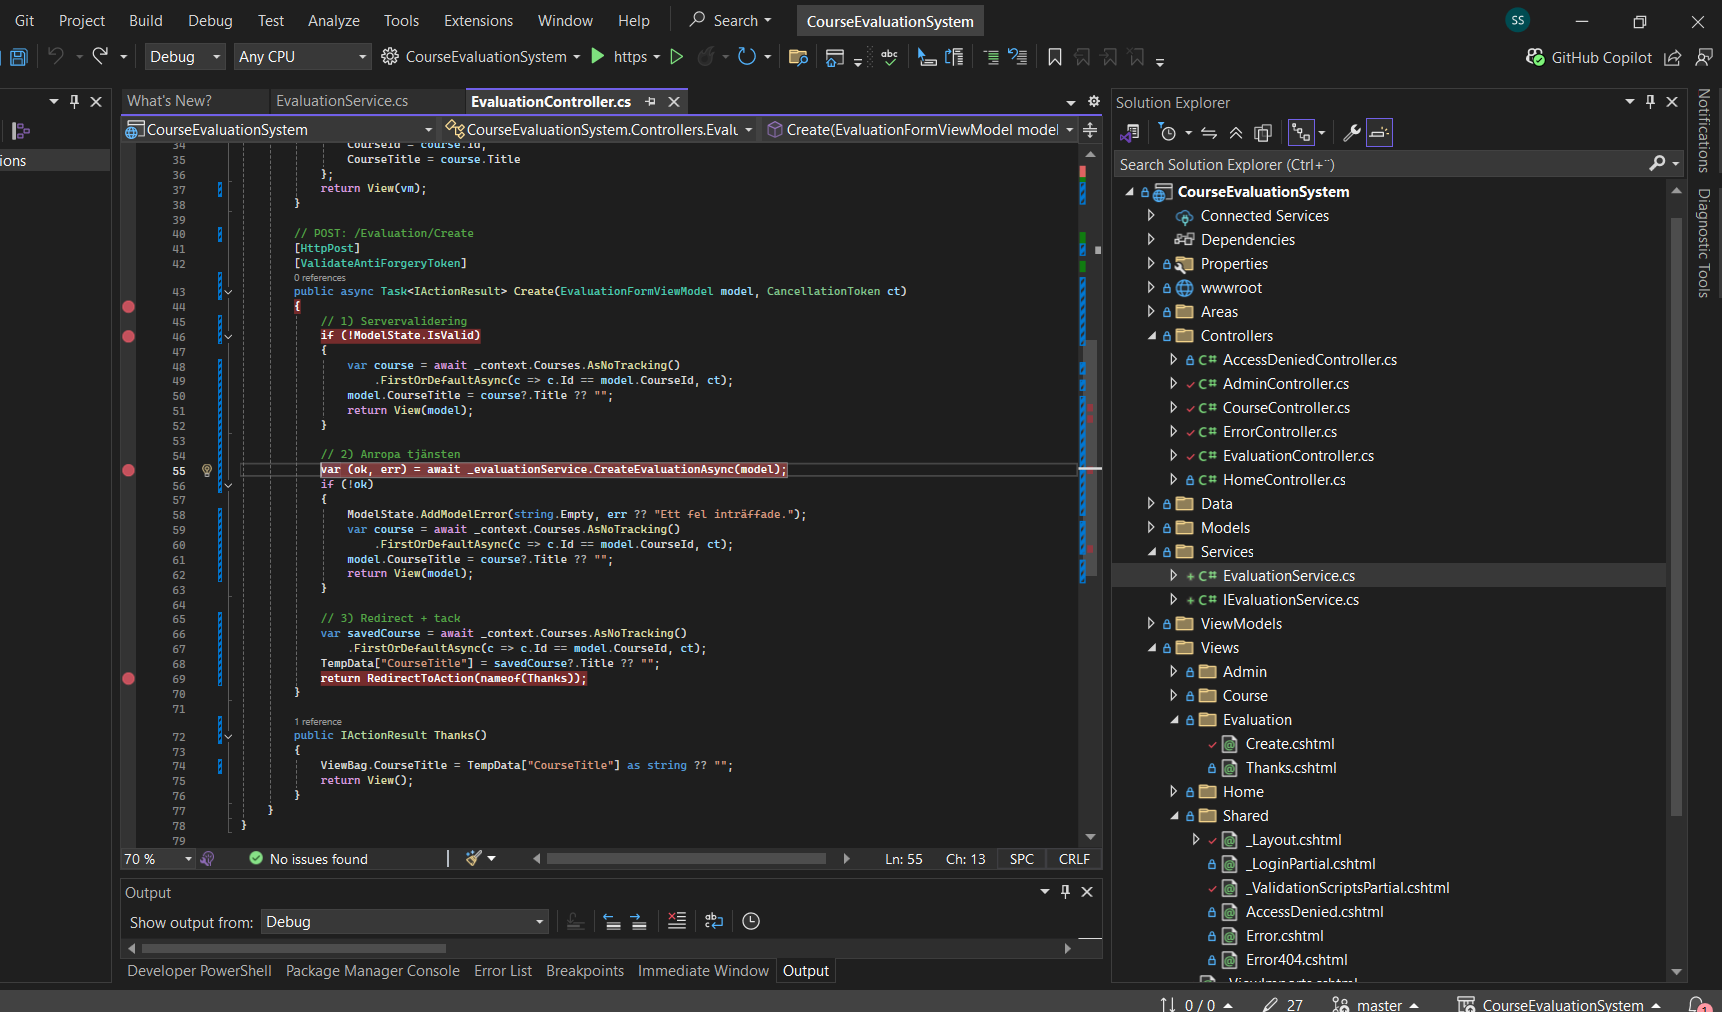 Git Project Build Debug Test Analyze Tools Extensions Window Help Search CourseEvaluationSystem SS
Debug Any CPU CourseEvaluationSystem https abc GitHub Copilot
What's New? EvaluationService.cs EvaluationController.cs
CourseEvaluationSystem CourseEvaluationSystem.Controllers.Evalu Create(EvaluationFormViewModel model
ions
34 CourseId = course.Id,
35 CourseTitle = course.Title
36 };
37 return View(vm);
38 }
39
40 // POST: /Evaluation/Create
41 [HttpPost]
42 [ValidateAntiForgeryToken]
0 references
43 public async Task<IActionResult> Create(EvaluationFormViewModel model, CancellationToken ct)
44 {
45 // 1) Servervalidering
46 if (!ModelState.IsValid)
47 {
48 var course = await _context.Courses.AsNoTracking()
49 .FirstOrDefaultAsync(c => c.Id == model.CourseId, ct);
50 model.CourseTitle = course?.Title ?? "";
51 return View(model);
52 }
53
54 // 2) Anropa tjänsten
55 var (ok, err) = await _evaluationService.CreateEvaluationAsync(model);
56 if (!ok)
57 {
58 ModelState.AddModelError(string.Empty, err ?? "Ett fel inträffade.");
59 var course = await _context.Courses.AsNoTracking()
60 .FirstOrDefaultAsync(c => c.Id == model.CourseId, ct);
61 model.CourseTitle = course?.Title ?? "";
62 return View(model);
63 }
64
65 // 3) Redirect + tack
66 var savedCourse = await _context.Courses.AsNoTracking()
67 .FirstOrDefaultAsync(c => c.Id == model.CourseId, ct);
68 TempData["CourseTitle"] = savedCourse?.Title ?? "";
69 return RedirectToAction(nameof(Thanks));
70 }
71
1 reference
72 public IActionResult Thanks()
73 {
74 ViewBag.CourseTitle = TempData["CourseTitle"] as string ?? "";
75 return View();
76 }
77 }
78 }
79
70 % No issues found Ln: 55 Ch: 13 SPC CRLF
Output
Show output from: Debug
Developer PowerShell Package Manager Console Error List Breakpoints Immediate Window Output
Solution Explorer
Search Solution Explorer (Ctrl+¨)
CourseEvaluationSystem
Connected Services
Dependencies
Properties
wwwroot
Areas
Controllers
C# AccessDeniedController.cs
C# AdminController.cs
C# CourseController.cs
C# ErrorController.cs
C# EvaluationController.cs
C# HomeController.cs
Data
Models
Services
C# EvaluationService.cs
C# IEvaluationService.cs
ViewModels
Views
Admin
Course
Evaluation
Create.cshtml
Thanks.cshtml
Home
Shared
_Layout.cshtml
_LoginPartial.cshtml
_ValidationScriptsPartial.cshtml
AccessDenied.cshtml
Error.cshtml
Error404.cshtml
_ViewImports.cshtml
Notifications
Diagnostic Tools
0 / 0 27 master CourseEvaluationSystem 1